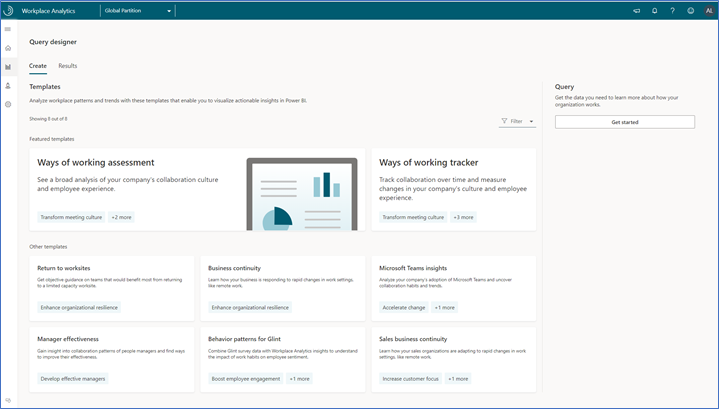 Workplace Analytics
Global Partition
?
AL
Query designer
Create
Results
Templates
Analyze workplace patterns and trends with these templates that enable you to visualize actionable insights in Power BI.
Showing 8 out of 8
Filter
Featured templates
Ways of working assessment
See a broad analysis of your company's collaboration culture
and employee experience.
Transform meeting culture
+2 more
Ways of working tracker
Track collaboration over time and measure
changes in your company's culture and employee
experience.
Transform meeting culture
+3 more
Other templates
Return to worksites
Get objective guidance on teams that would benefit most from returning
to a limited capacity worksite.
Enhance organizational resilience
Business continuity
Learn how your business is responding to rapid changes in work settings,
like remote work.
Enhance organizational resilience
Microsoft Teams insights
Analyze your company's adoption of Microsoft Teams and uncover
collaboration habits and trends.
Accelerate change
+1 more
Manager effectiveness
Gain insight into collaboration patterns of people managers and find ways
to improve their effectiveness.
Develop effective managers
Behavior patterns for Glint
Combine Glint survey data with Workplace Analytics insights to understand
the impact of work habits on employee sentiment.
Boost employee engagement
+1 more
Sales business continuity
Learn how your sales organizations are adapting to rapid changes in work
settings, like remote work.
Increase customer focus
+1 more
Query
Get the data you need to learn more about how your
organization works.
Get started